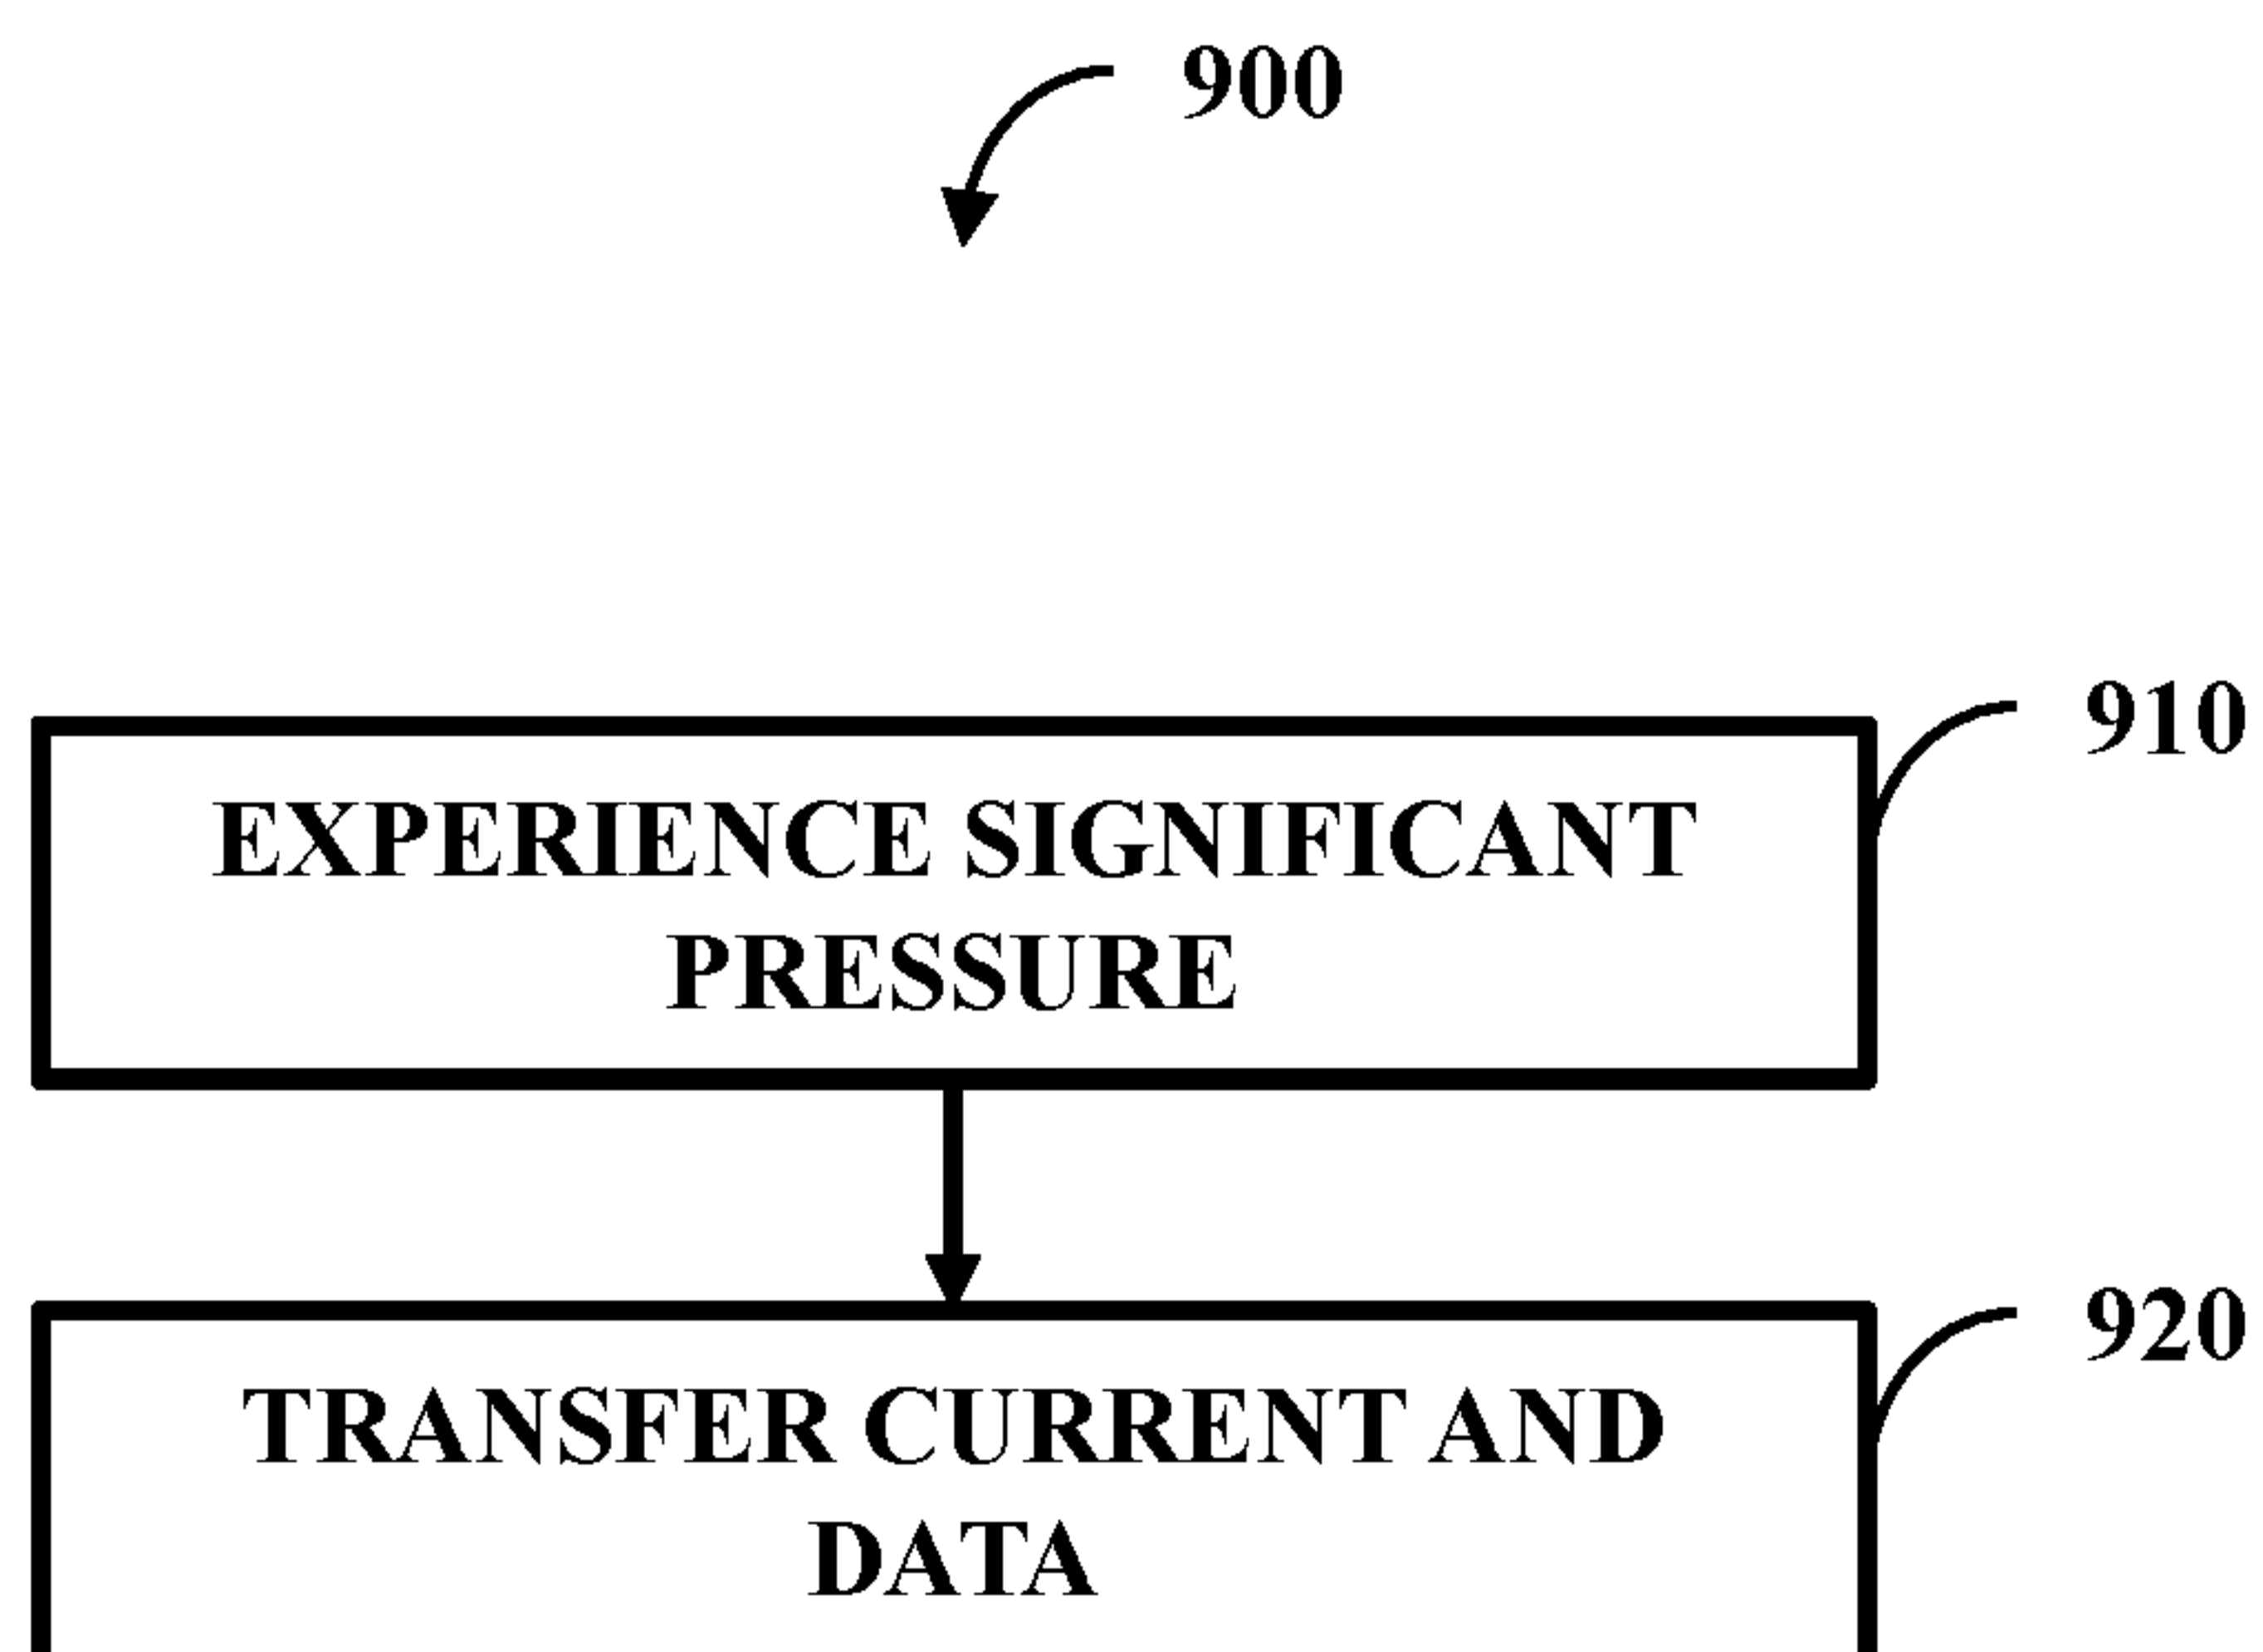 900
910
EXPERIENCE SIGNIFICANT
PRESSURE
920
TRANSFER CURRENT AND
DATA